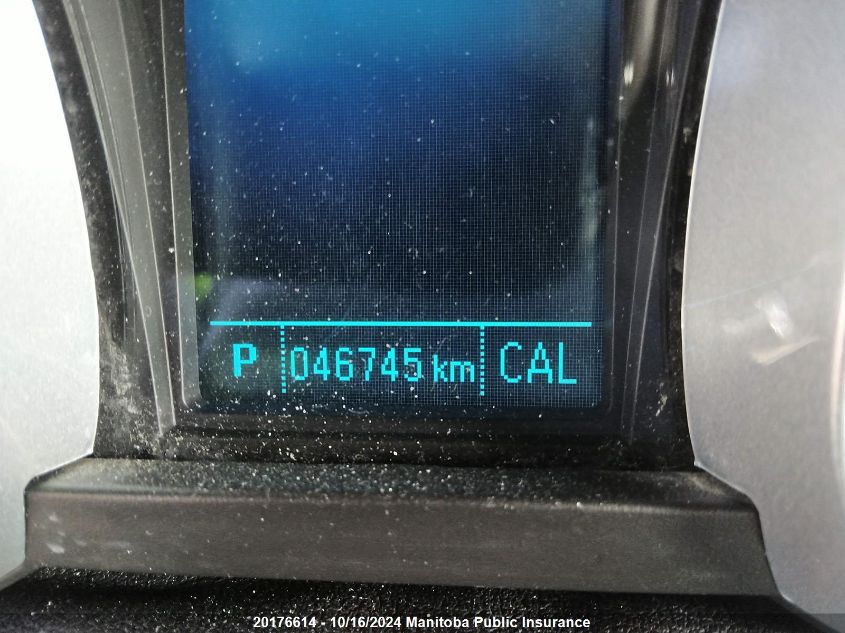 P 046745 km CAL
20176614 - 10/16/2024 Manitoba Public Insurance